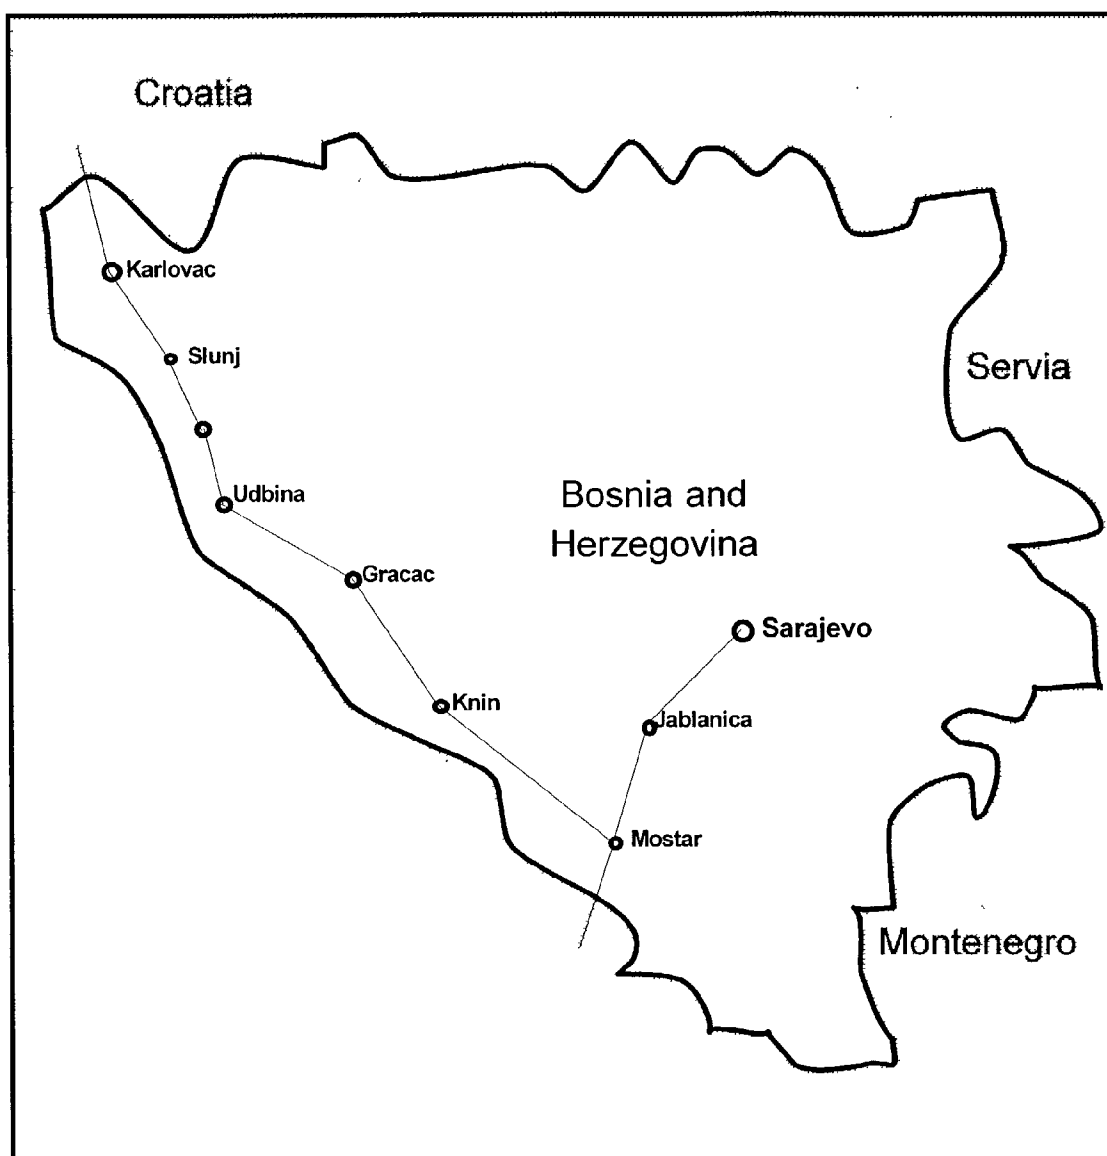 Croatia
Karlovac
Slunj
Servia
Udbina
Bosnia and
Herzegovina
Gracac
Sarajevo
Knin
Jablanica
Mostar
Montenegro